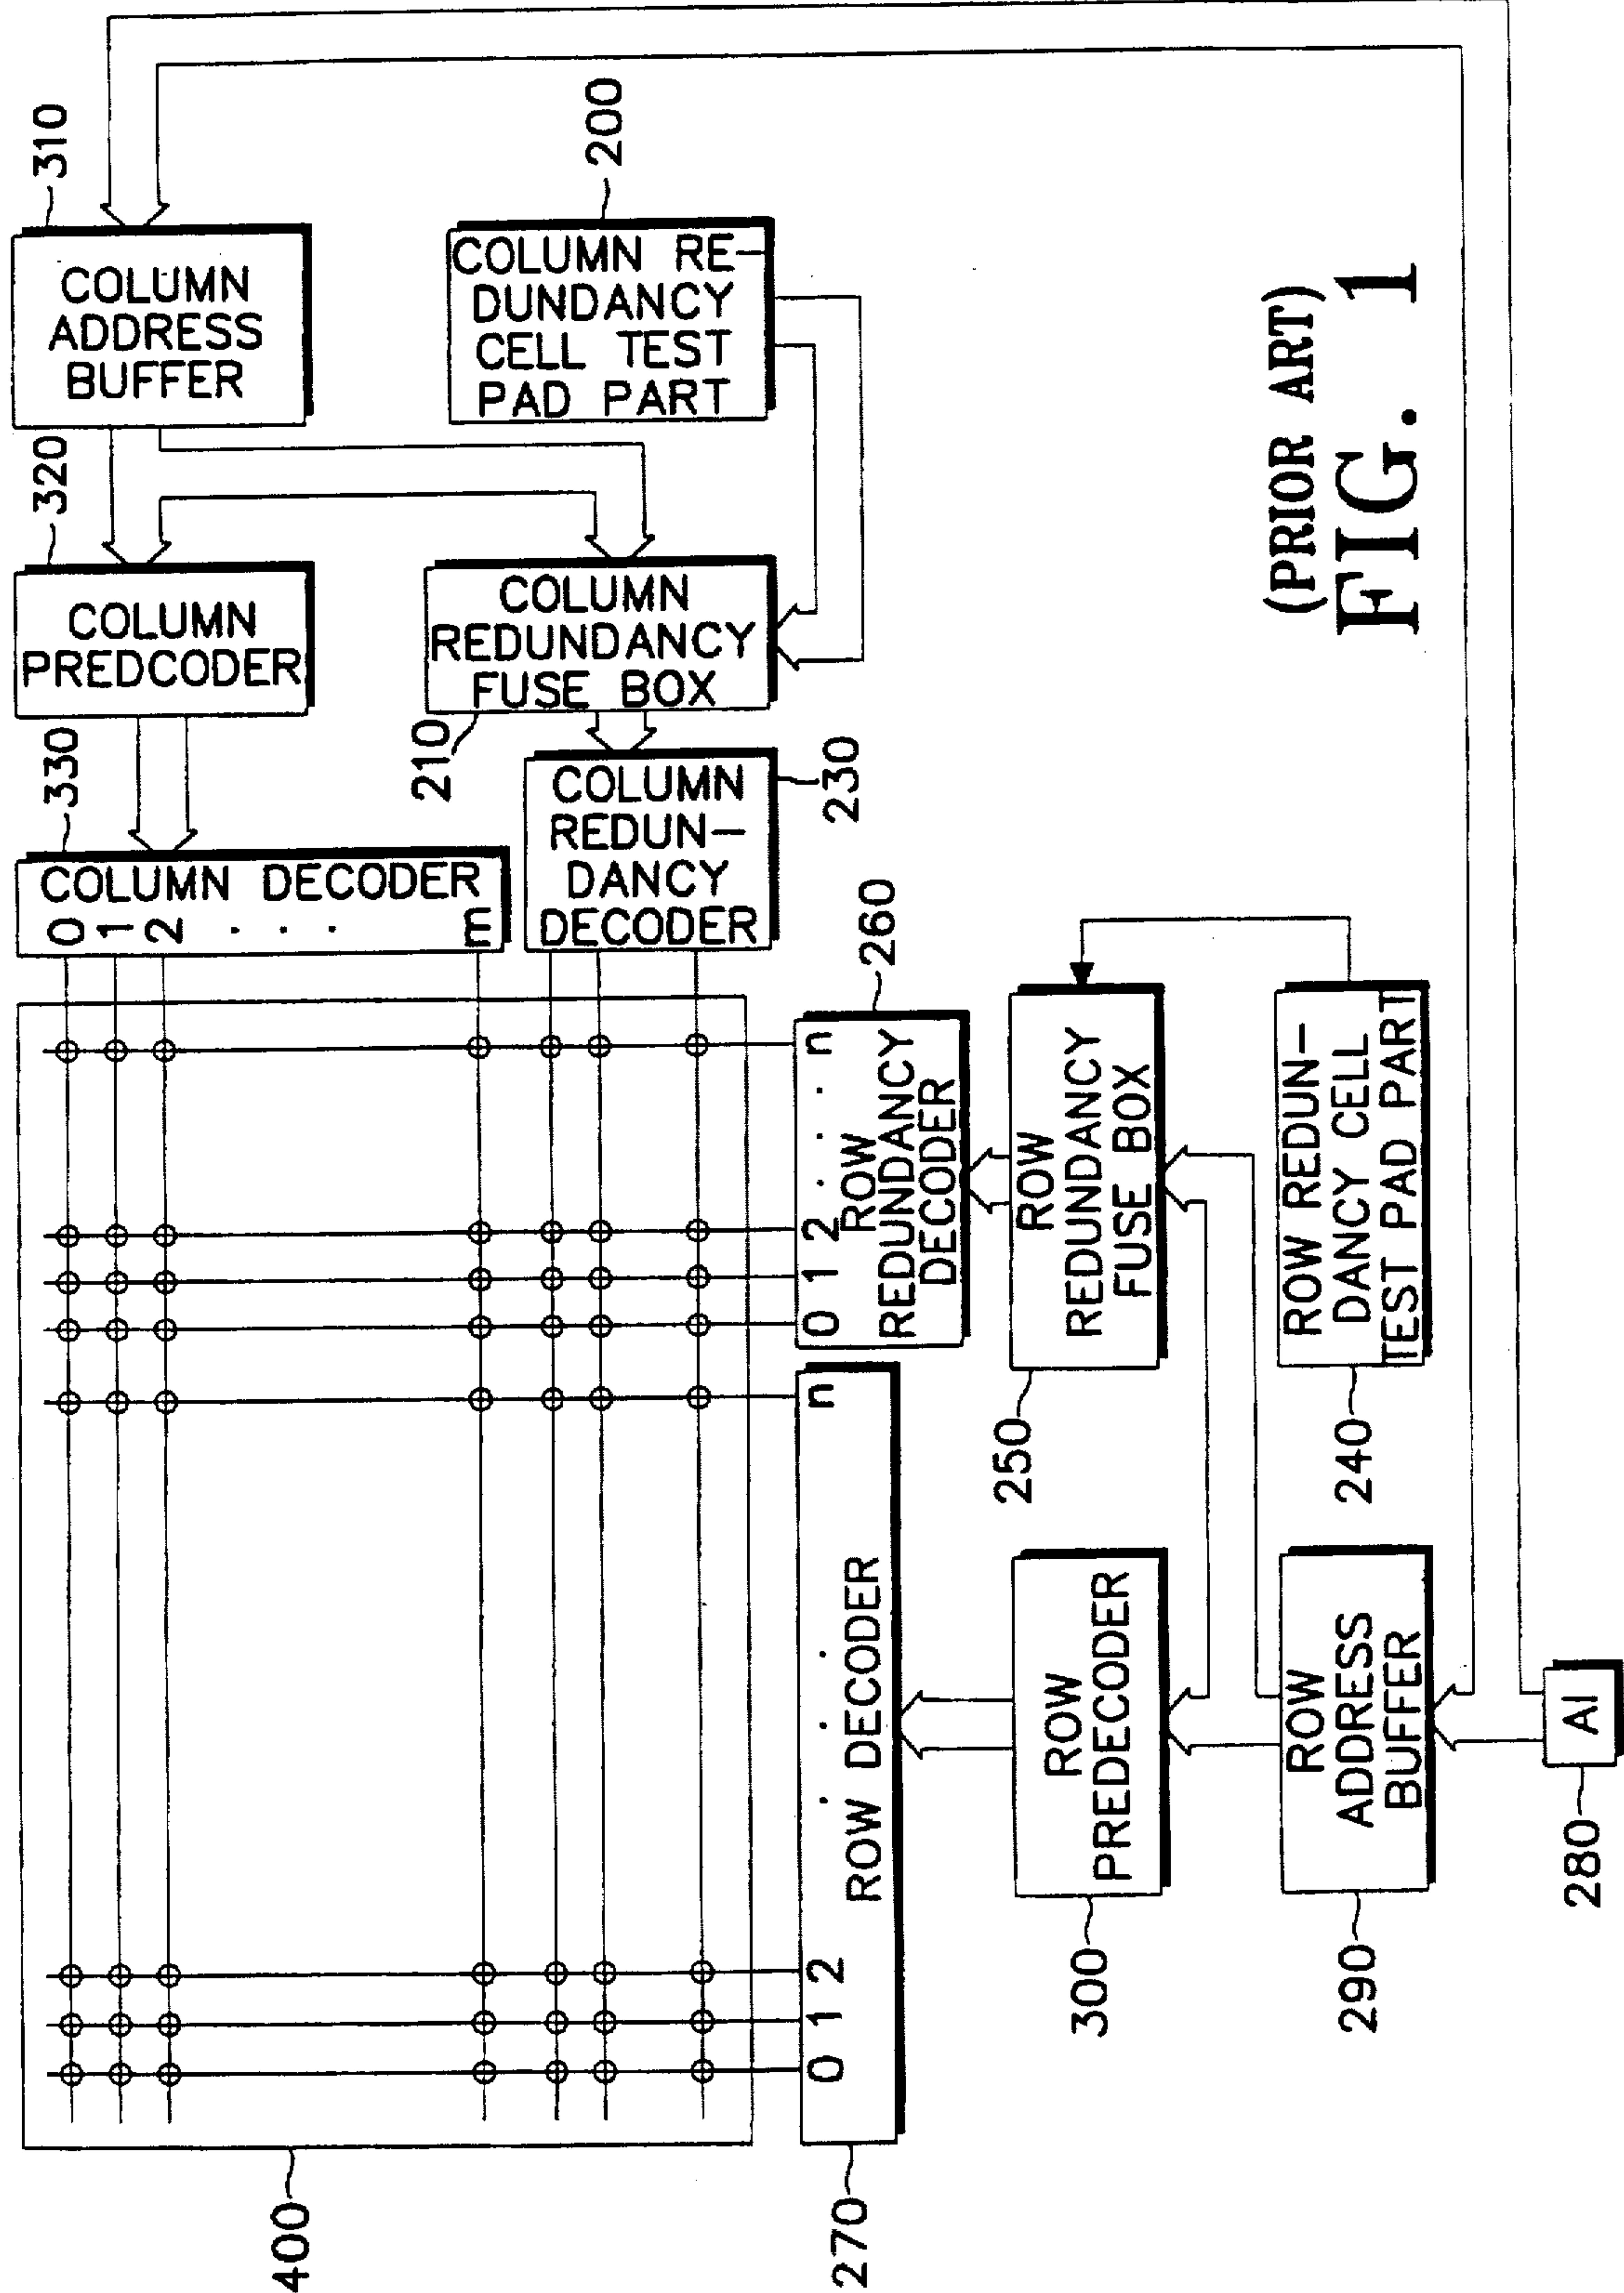 310
COLUMN
ADDRESS
BUFFER
200
COLUMN RE-
DUNDANCY
CELL TEST
PAD PART
320
COLUMN
PREDCODER
COLUMN
REDUNDANCY
FUSE BOX
210
330
COLUMN DECODER
0 1 2 . . . m
COLUMN
REDUN-
DANCY
DECODER
230
400
270
0 1 2 . . . n
ROW DECODER
260
0 1 2 . . . n
ROW
REDUNDANCY
DECODER
300
ROW
PREDECODER
250
ROW
REDUNDANCY
FUSE BOX
290
ROW
ADDRESS
BUFFER
240
ROW REDUN-
DANCY CELL
TEST PAD PART
280
AI
(PRIOR ART)
FIG. 1